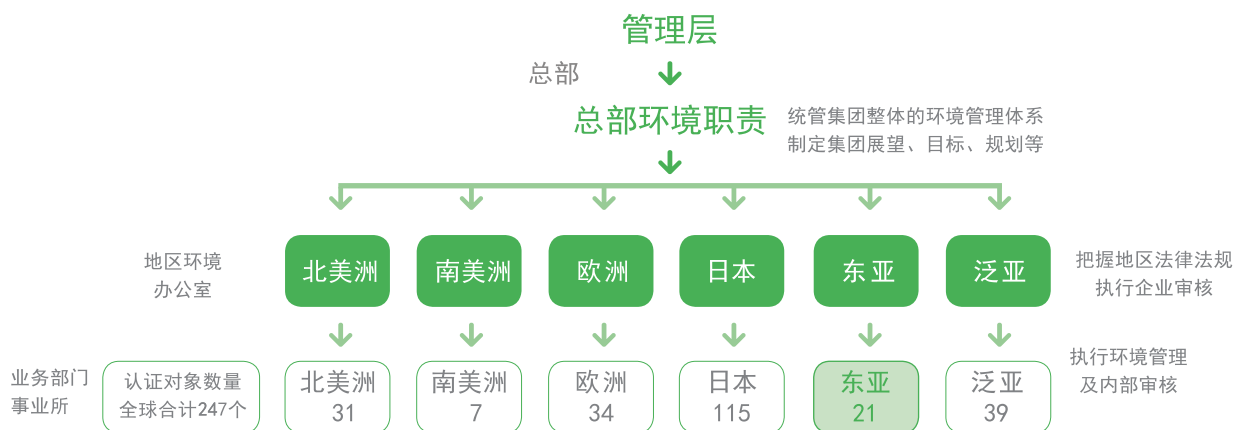 管理层
总部
总部环境职责
统管集团整体的环境管理体系
制定集团展望、目标、规划等
地区环境
办公室
北美洲
南美洲
欧洲
日本
东亚
泛亚
把握地区法律法规
执行企业审核
业务部门
事业所
认证对象数量
全球合计247个
北美洲
31
南美洲
7
欧洲
34
日本
115
东亚
21
泛亚
39
执行环境管理
及内部审核